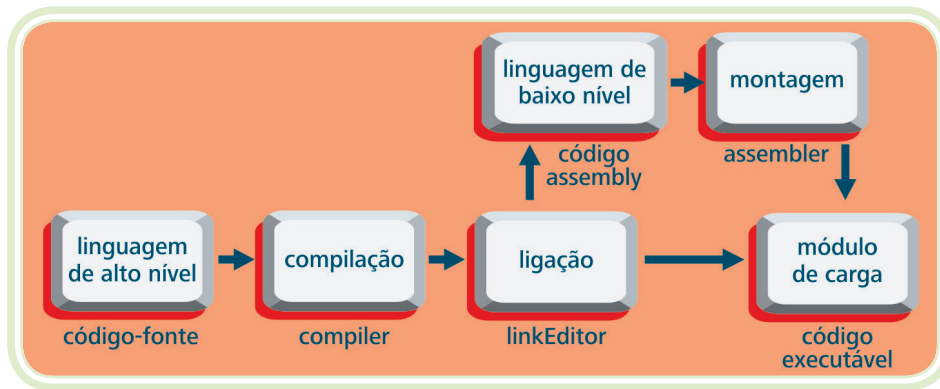 linguagem de
baixo nível
código
assembly
montagem
assembler
linguagem
de alto nível
código-fonte
compilação
compiler
ligação
linkEditor
módulo
de carga
código
executável